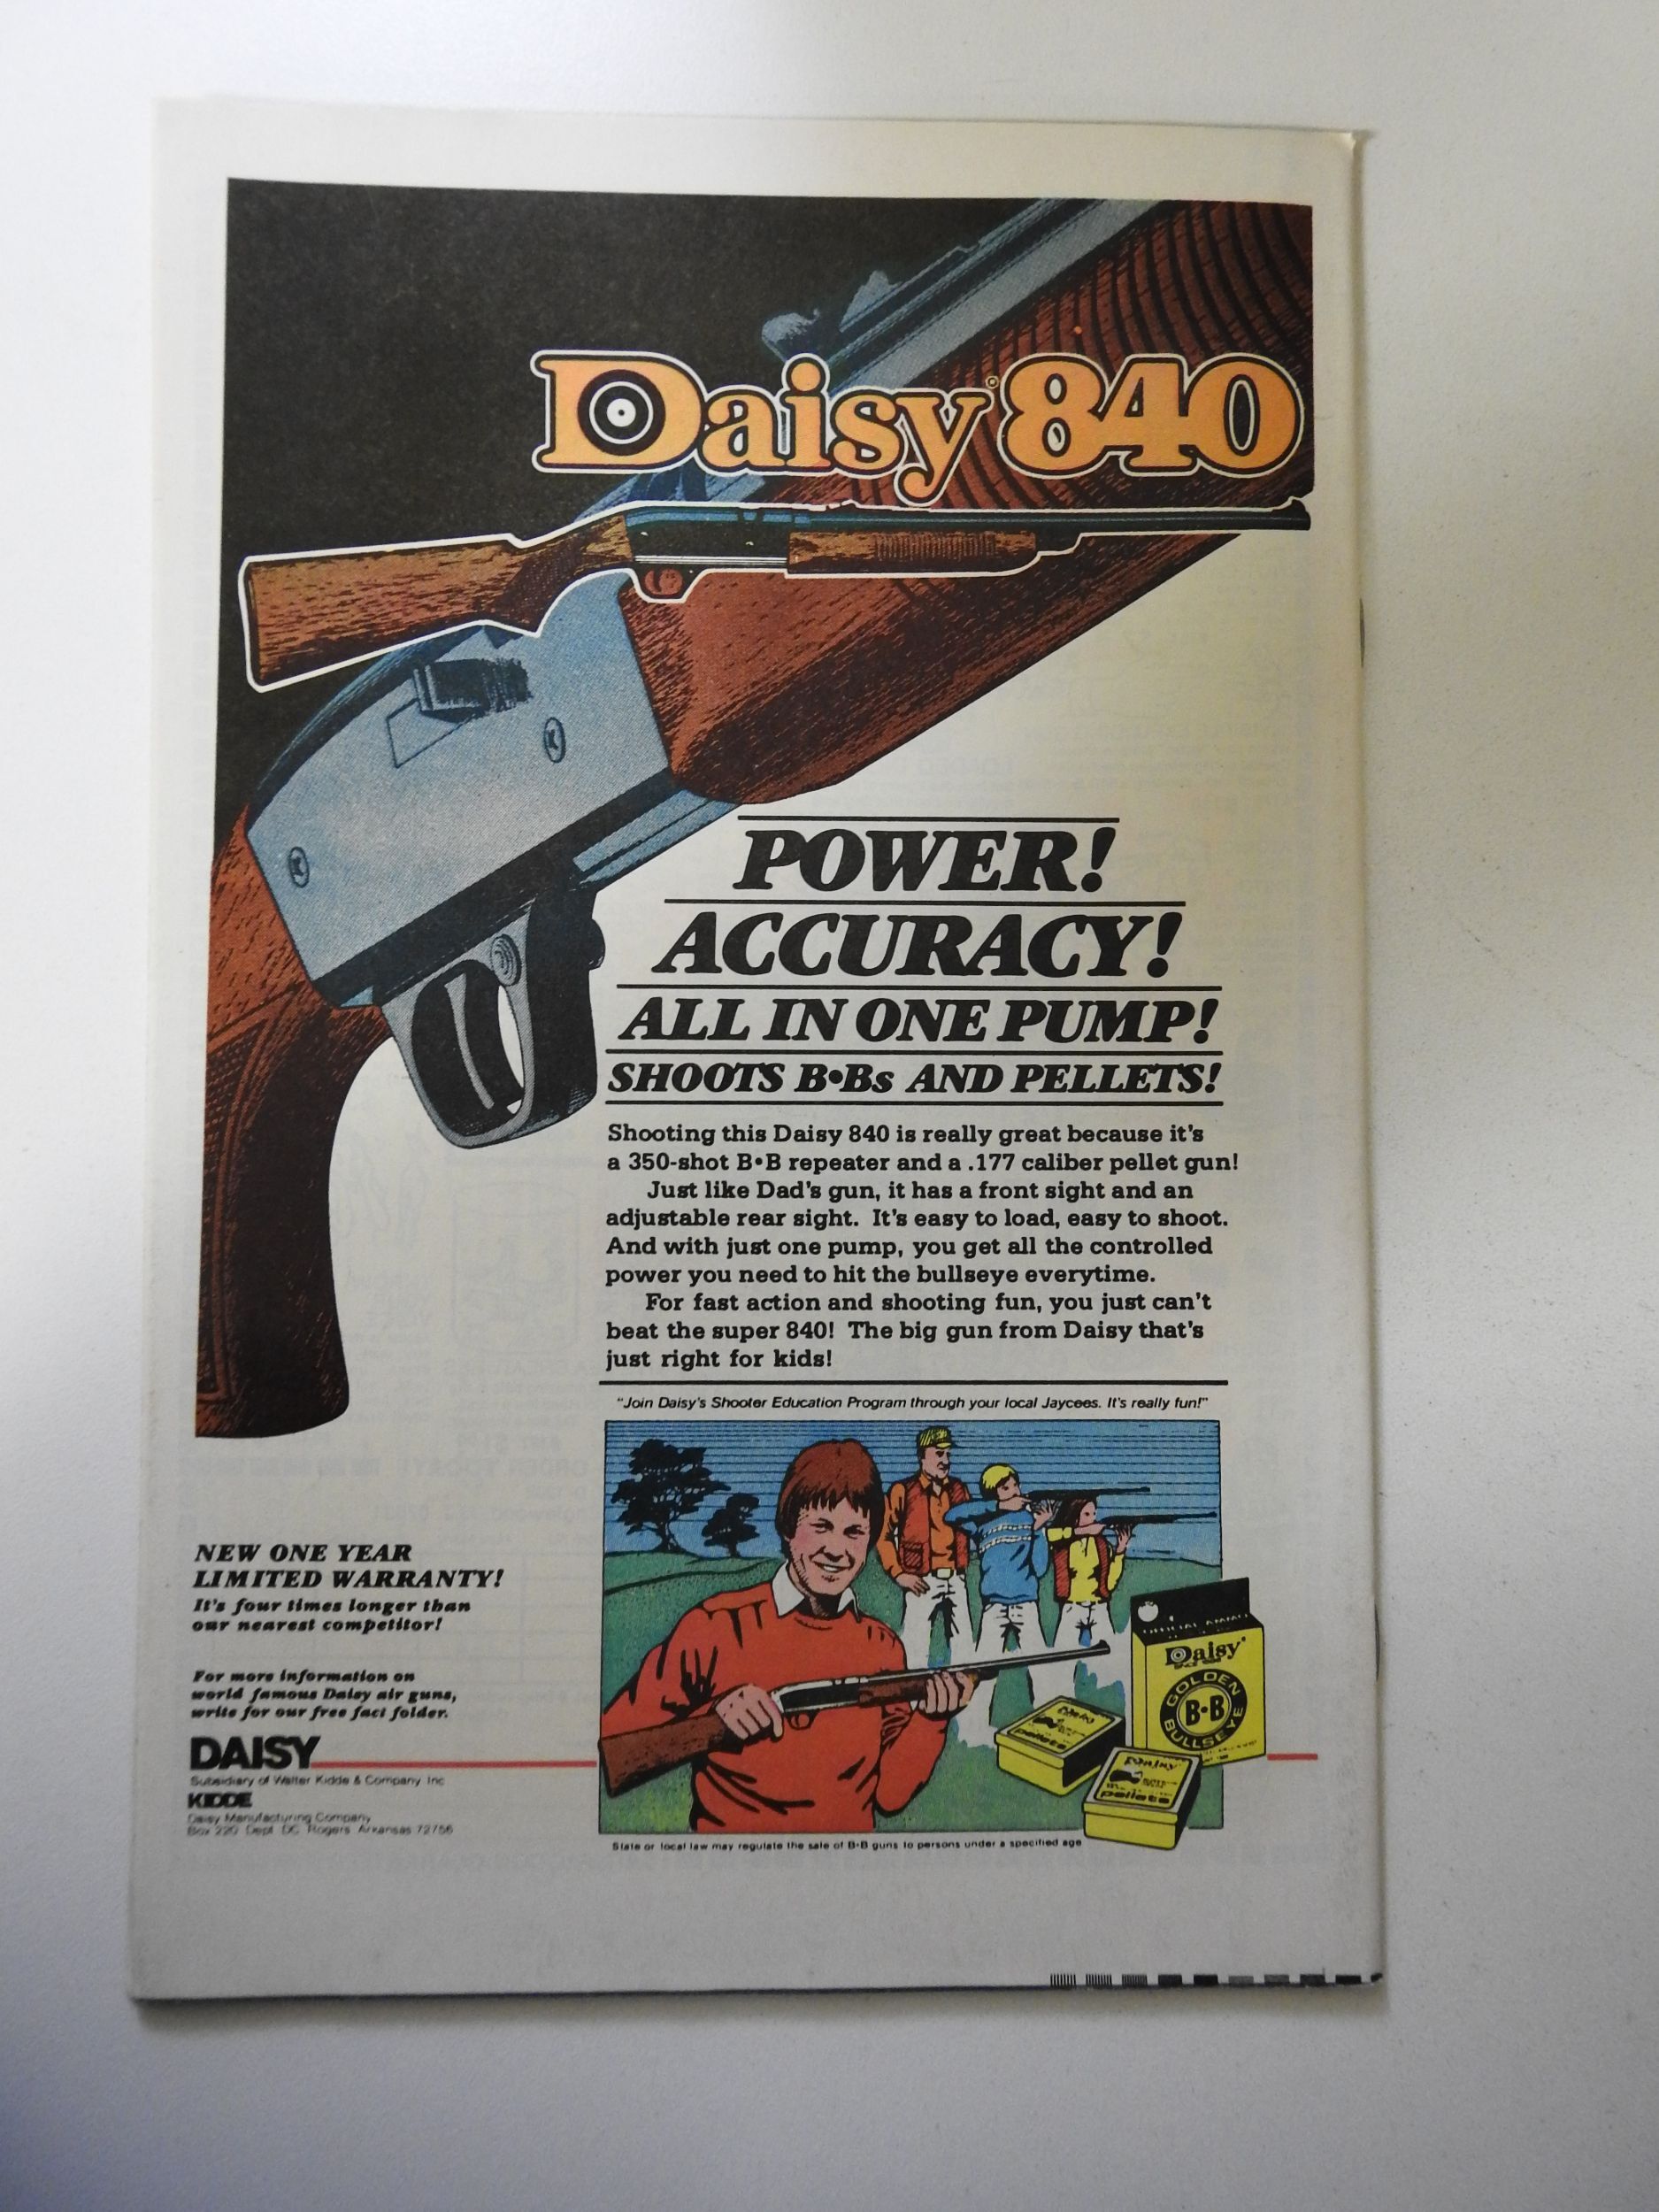 Daisy® 840
POWER!
ACCURACY!
ALL IN ONE PUMP!
SHOOTS B•Bs AND PELLETS!
Shooting this Daisy 840 is really great because it's
a 350-shot B•B repeater and a .177 caliber pellet gun!
Just like Dad's gun, it has a front sight and an
adjustable rear sight. It's easy to load, easy to shoot.
And with just one pump, you get all the controlled
power you need to hit the bullseye everytime.
For fast action and shooting fun, you just can't
beat the super 840! The big gun from Daisy that's
just right for kids!
"Join Daisy's Shooter Education Program through your local Jaycees. It's really fun!"
NEW ONE YEAR
LIMITED WARRANTY!
It's four times longer than
our nearest competitor!
For more information on
world famous Daisy air guns,
write for our free fact folder.
DAISY
Subsidiary of Walter Kidde & Company Inc
KIDDE
Daisy Manufacturing Company
Box 220 Dept DC Rogers Arkansas 72756
OFFICIAL AMMO
Daisy
GOLDEN
B•B
BULLSEYE
Daisy
pellets
Daisy
pellets
State or local law may regulate the sale of B•B guns to persons under a specified age